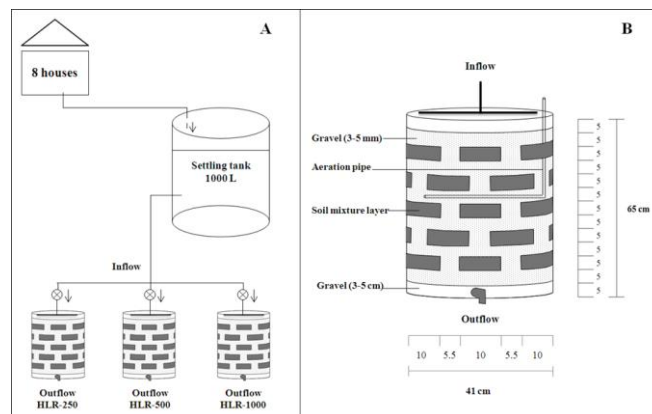 A
8 houses
Settling tank
1000 L
Inflow
Outflow
HLR-250
Outflow
HLR-500
Outflow
HLR-1000
B
Inflow
Gravel (3-5 mm)
Aeration pipe
Soil mixture layer
Gravel (3-5 cm)
5
5
5
5
5
5
5
5
5
5
5
5
5
65 cm
Outflow
10 5.5 10 5.5 10
41 cm